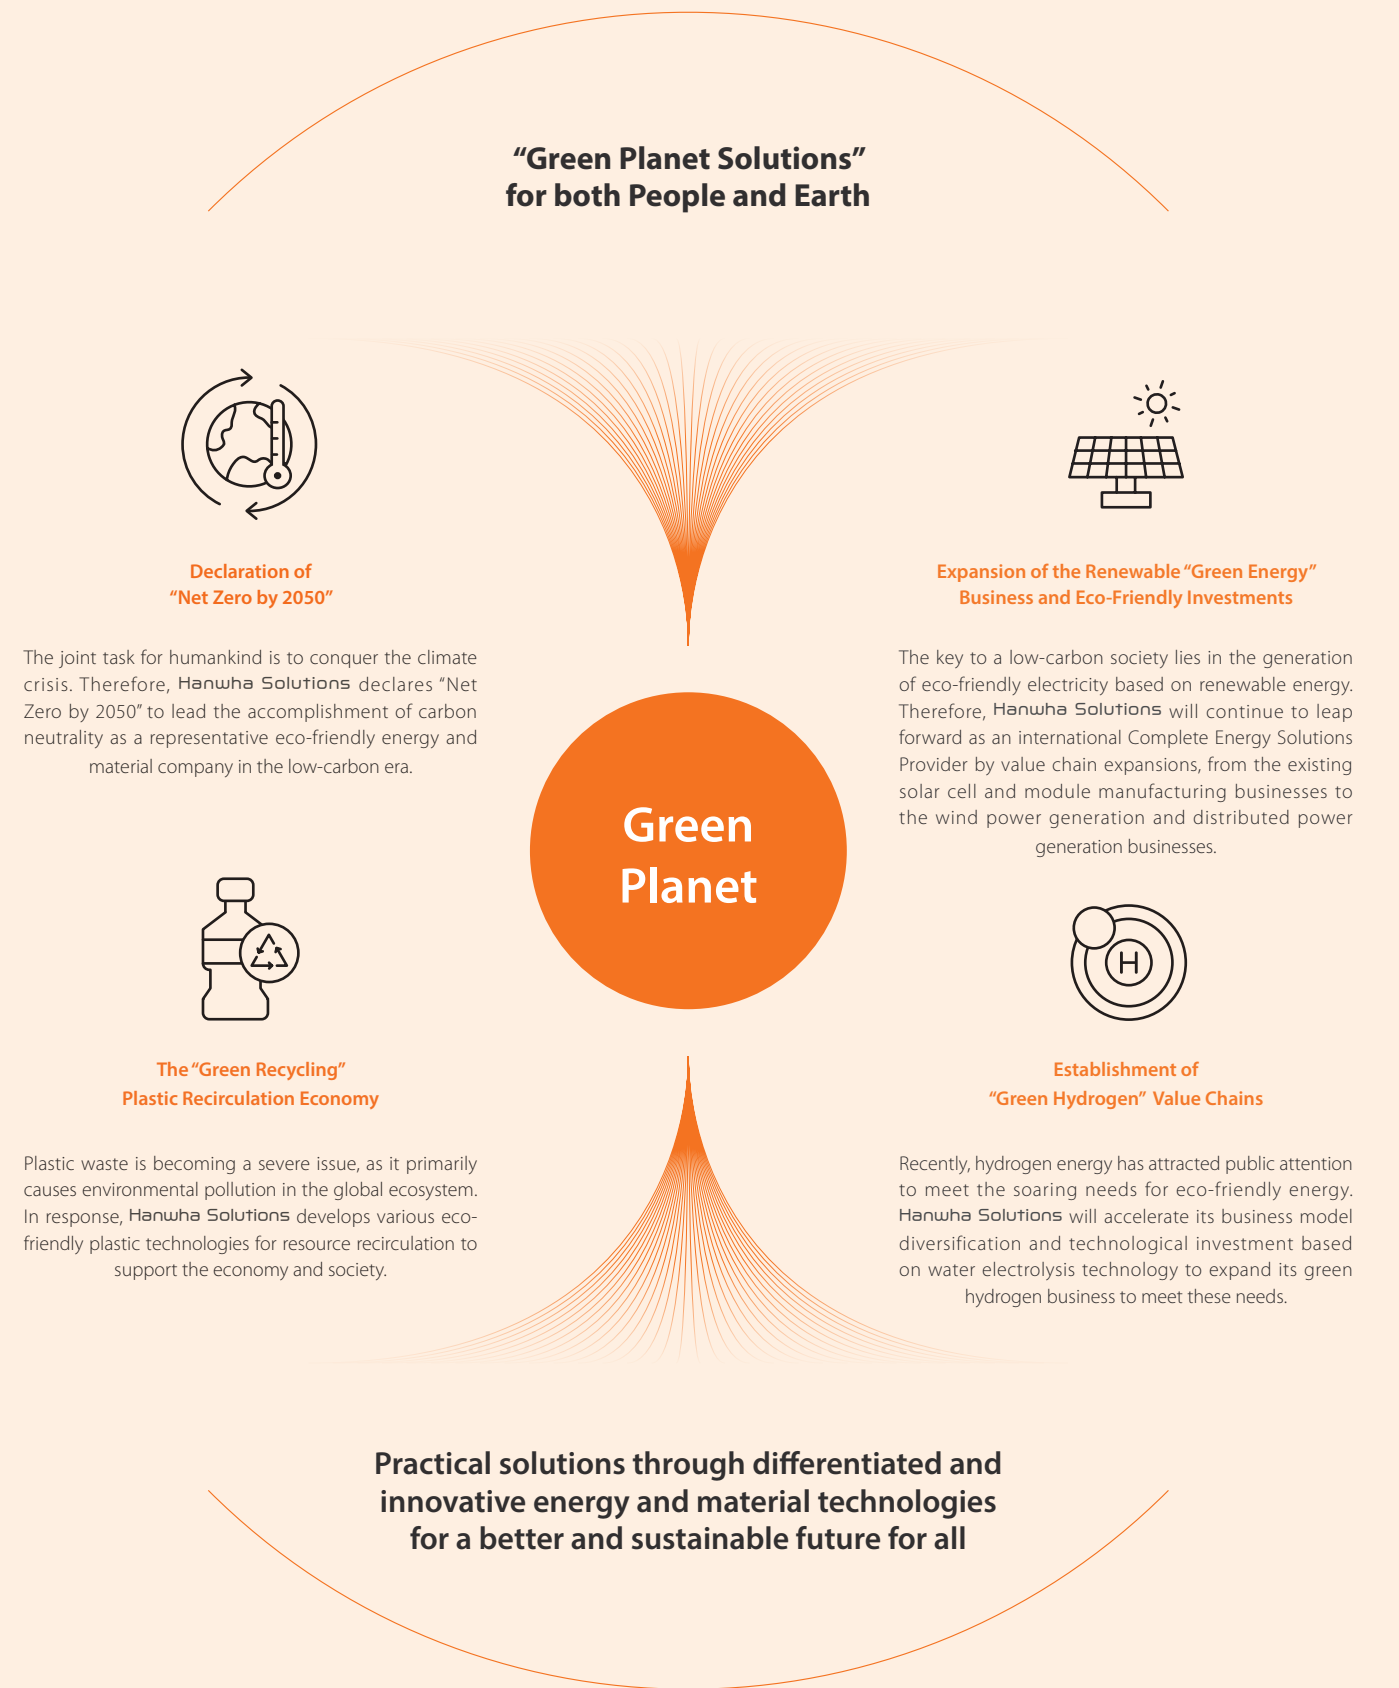 “Green Planet Solutions”
for both People and Earth
Declaration of
“Net Zero by 2050”
The joint task for humankind is to conquer the climate
crisis. Therefore, Hanwha Solutions declares “Net
Zero by 2050” to lead the accomplishment of carbon
neutrality as a representative eco-friendly energy and
material company in the low-carbon era.
Expansion of the Renewable “Green Energy”
Business and Eco-Friendly Investments
The key to a low-carbon society lies in the generation
of eco-friendly electricity based on renewable energy.
Therefore, Hanwha Solutions will continue to leap
forward as an international Complete Energy Solutions
Provider by value chain expansions, from the existing
solar cell and module manufacturing businesses to
the wind power generation and distributed power
generation businesses.
Green
Planet
H
The “Green Recycling”
Plastic Recirculation Economy
Plastic waste is becoming a severe issue, as it primarily
causes environmental pollution in the global ecosystem.
In response, Hanwha Solutions develops various eco-
friendly plastic technologies for resource recirculation to
support the economy and society.
Establishment of
“Green Hydrogen” Value Chains
Recently, hydrogen energy has attracted public attention
to meet the soaring needs for eco-friendly energy.
Hanwha Solutions will accelerate its business model
diversification and technological investment based
on water electrolysis technology to expand its green
hydrogen business to meet these needs.
Practical solutions through differentiated and
innovative energy and material technologies
for a better and sustainable future for all